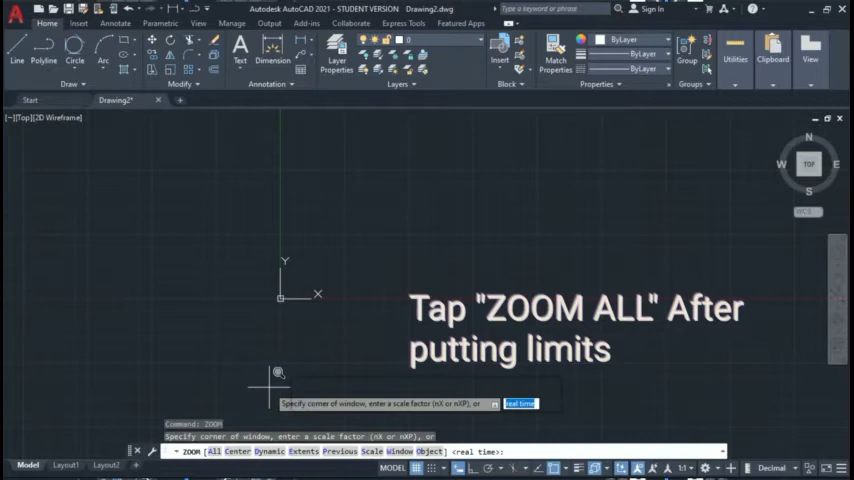 Autodesk AutoCAD 2021 - STUDENT VERSION Drawing2.dwg
Type a keyword or phrase
Sign In
Home Insert Annotate Parametric View Manage Output Add-ins Collaborate Express Tools Featured Apps
Line Polyline Circle Arc
Text Dimension
Layer
Properties
0
Insert
Match
Properties
ByLayer
ByLayer
ByLayer
Group
Utilities
Clipboard
View
Draw Modify Annotation Layers Block Properties Groups
Start Drawing2*
[−][Top][2D Wireframe]
N
W TOP E
S
WCS
Y
X
Tap "ZOOM ALL" After
putting limits
Specify corner of window, enter a scale factor (nX or nXP), or real time
Command: ZOOM
Specify corner of window, enter a scale factor (nX or nXP), or
ZOOM [All Center Dynamic Extents Previous Scale Window Object] <real time>:
Model Layout1 Layout2
MODEL
1:1
Decimal